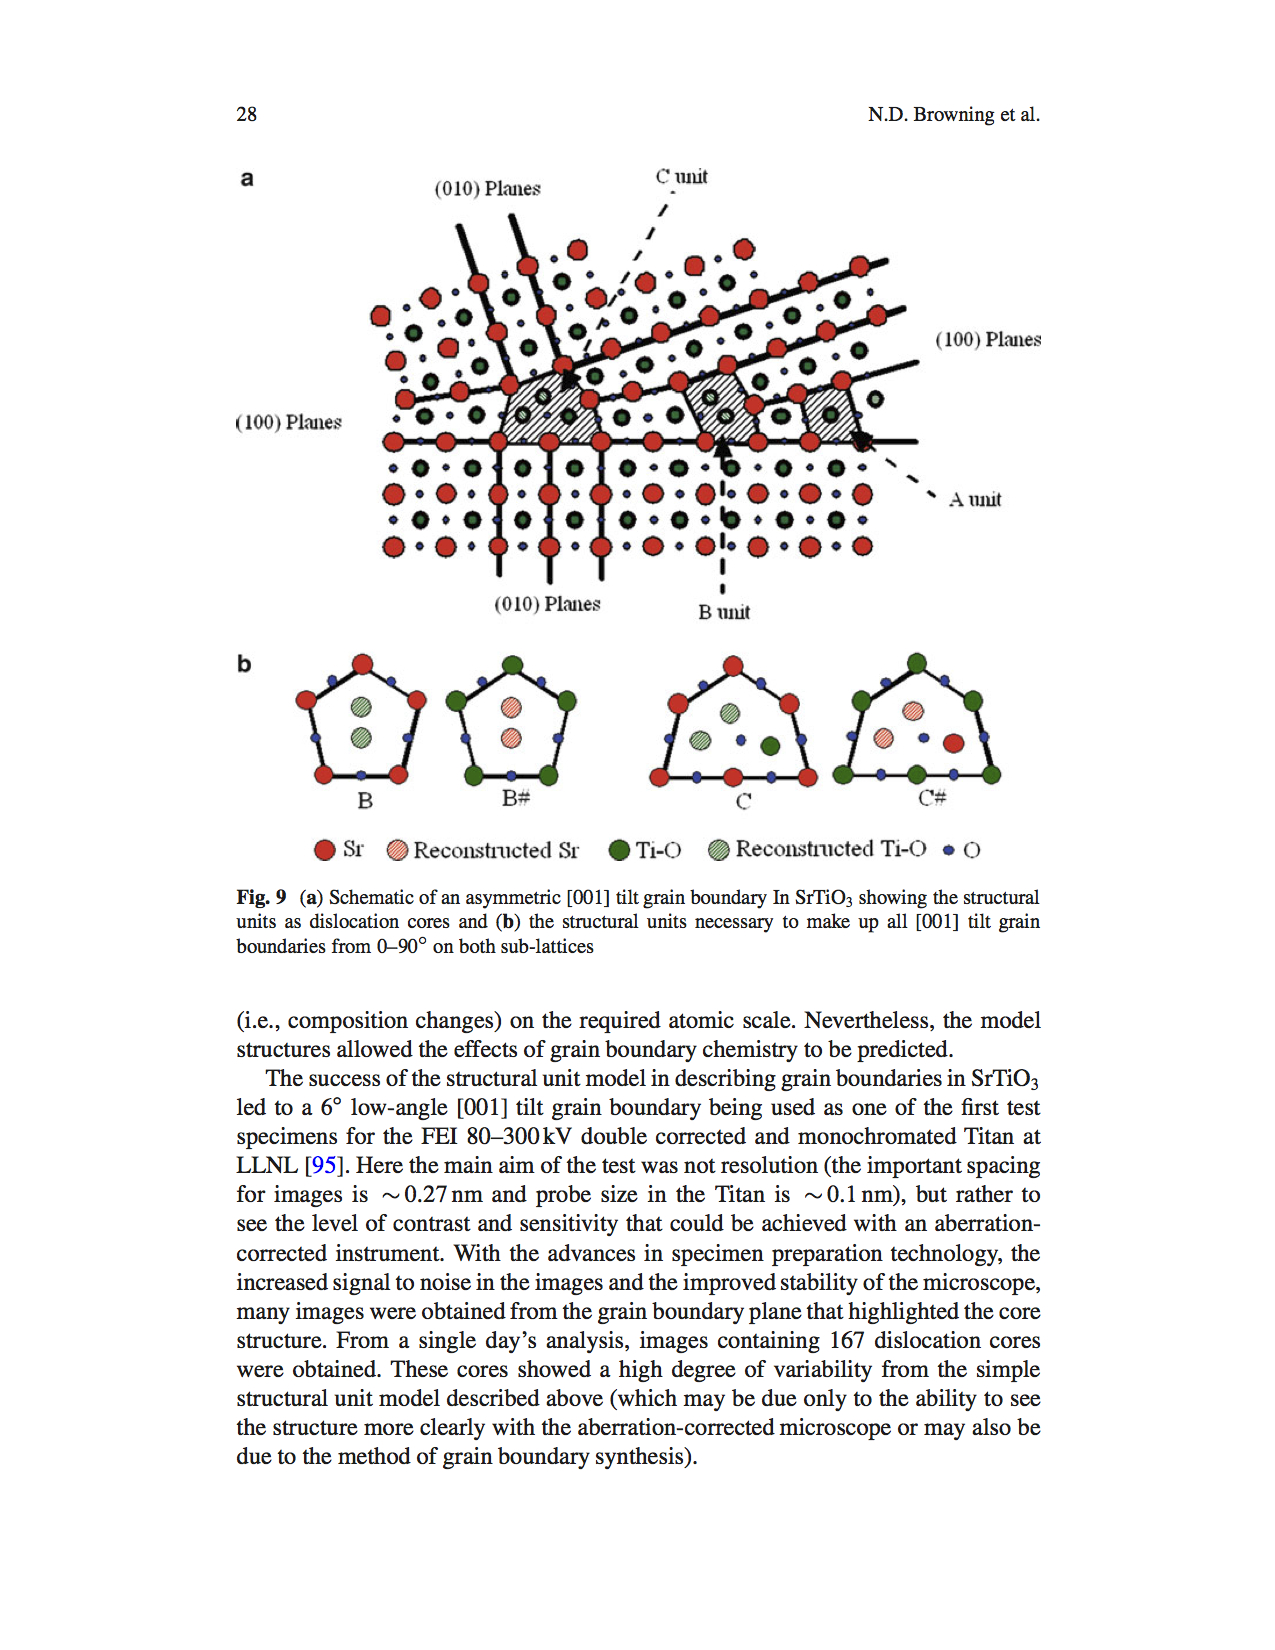 28
N.D. Browning et al.
a
C unit
(010) Planes
(100) Planes
(100) Planes
A unit
(010) Planes
B unit
b
B
B#
C
C#
Sr
Reconstructed Sr
Ti-O
Reconstructed Ti-O
O
Fig. 9 (a) Schematic of an asymmetric [001] tilt grain boundary In SrTiO₃ showing the structural
units as dislocation cores and (b) the structural units necessary to make up all [001] tilt grain
boundaries from 0–90° on both sub-lattices
(i.e., composition changes) on the required atomic scale. Nevertheless, the model
structures allowed the effects of grain boundary chemistry to be predicted.
The success of the structural unit model in describing grain boundaries in SrTiO₃
led to a 6° low-angle [001] tilt grain boundary being used as one of the first test
specimens for the FEI 80–300 kV double corrected and monochromated Titan at
LLNL [95]. Here the main aim of the test was not resolution (the important spacing
for images is ∼0.27 nm and probe size in the Titan is ∼0.1 nm), but rather to
see the level of contrast and sensitivity that could be achieved with an aberration-
corrected instrument. With the advances in specimen preparation technology, the
increased signal to noise in the images and the improved stability of the microscope,
many images were obtained from the grain boundary plane that highlighted the core
structure. From a single day's analysis, images containing 167 dislocation cores
were obtained. These cores showed a high degree of variability from the simple
structural unit model described above (which may be due only to the ability to see
the structure more clearly with the aberration-corrected microscope or may also be
due to the method of grain boundary synthesis).